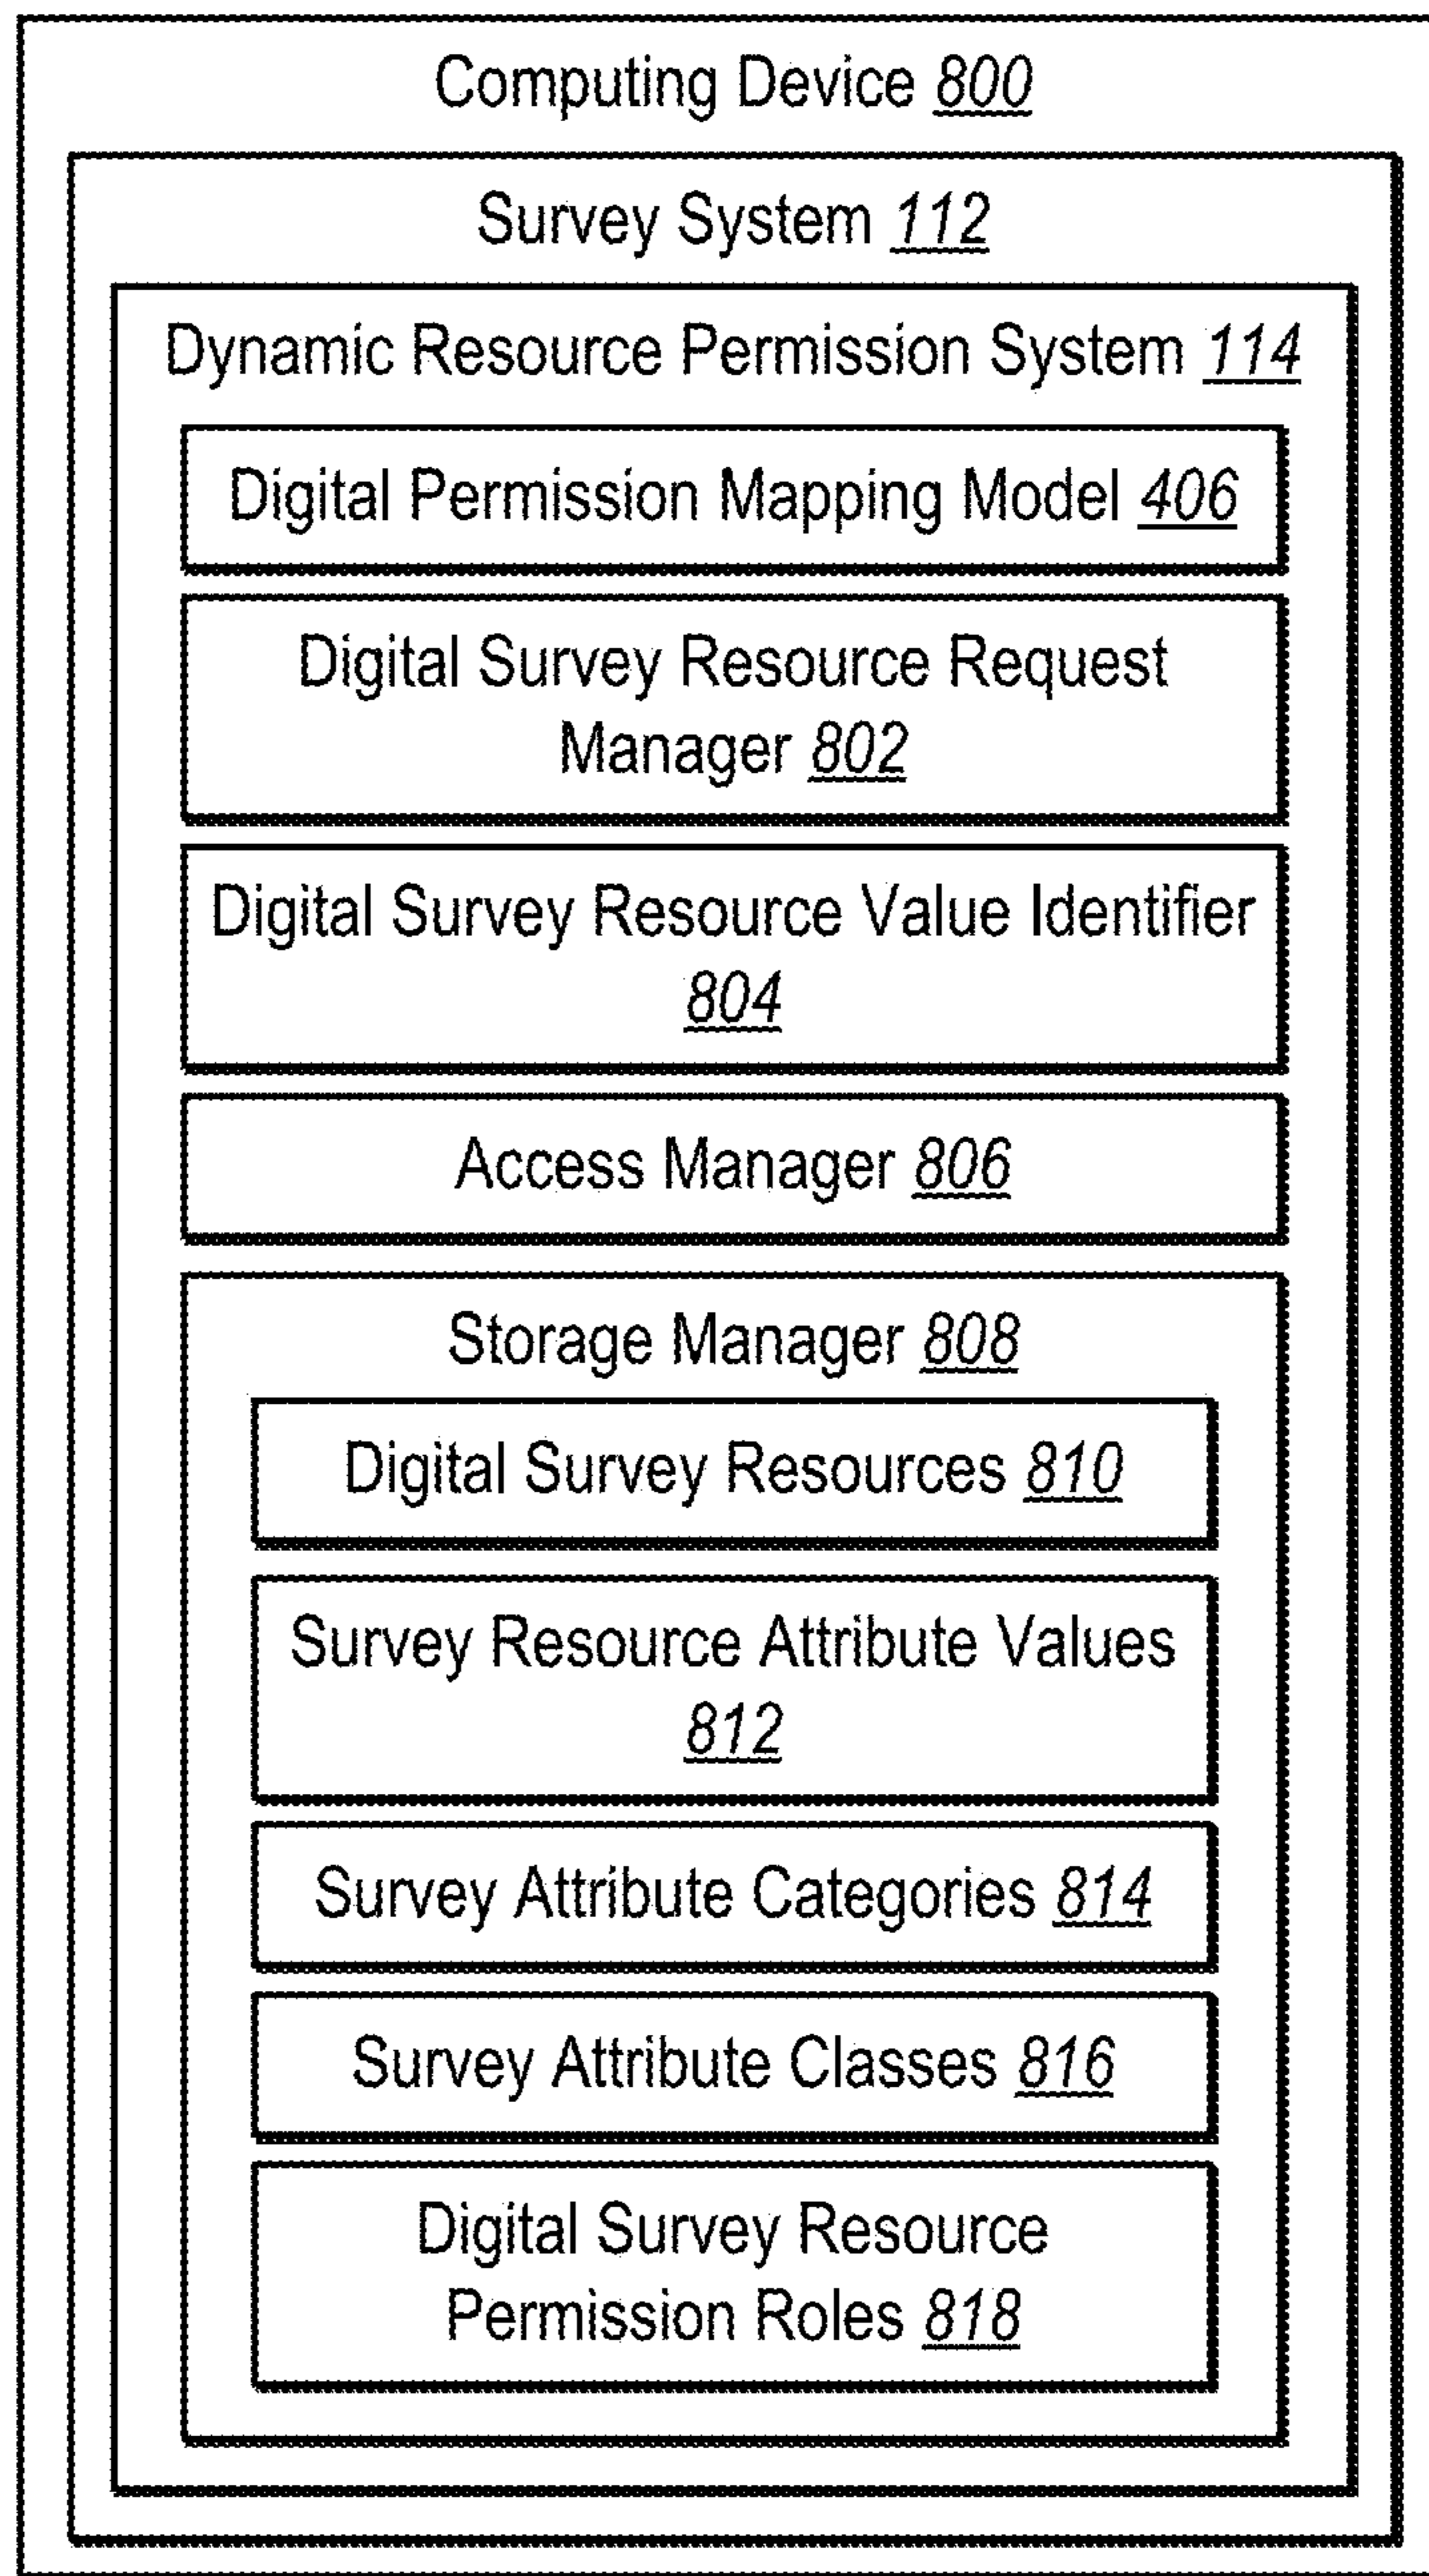 Computing Device 800
Survey System 112
Dynamic Resource Permission System 114
Digital Permission Mapping Model 406
Digital Survey Resource Request
Manager 802
Digital Survey Resource Value Identifier
804
Access Manager 806
Storage Manager 808
Digital Survey Resources 810
Survey Resource Attribute Values
812
Survey Attribute Categories 814
Survey Attribute Classes 816
Digital Survey Resource
Permission Roles 818